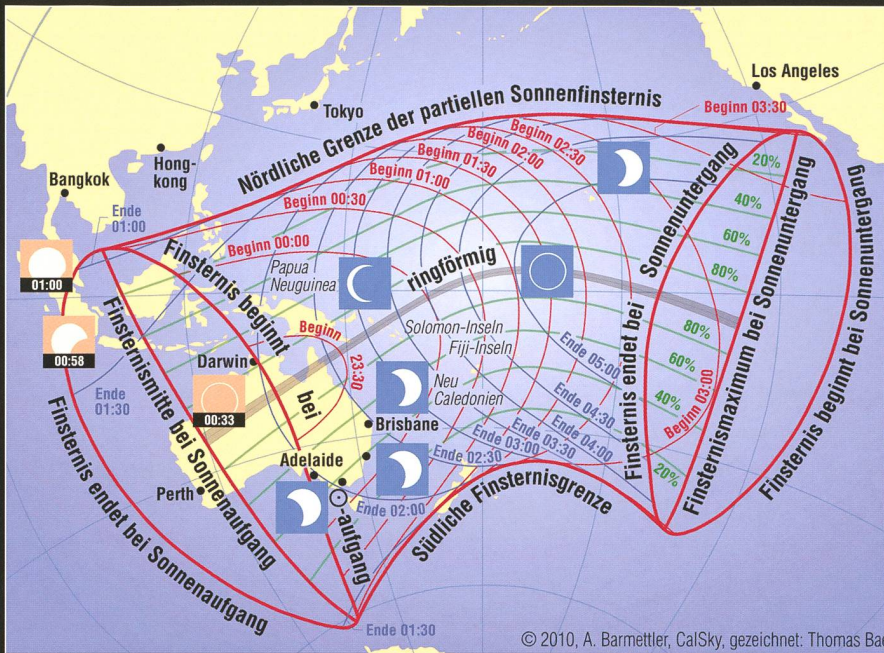 Los Angeles
Beginn 03:30
Tokyo
Nördliche Grenze der partiellen Sonnenfinsternis
Hong-
kong
Bangkok
Beginn 02:30
Beginn 02:00
Beginn 01:30
Beginn 01:00
Beginn 00:30
Beginn 00:00
Ende
01:00
20%
40%
60%
80%
Sonnenuntergang
Finsternis endet bei
Finsternismaximum bei Sonnenuntergang
Finsternis beginnt bei Sonnenuntergang
01:00
Finsternis beginnt
bei
-aufgang
Papua
Neuguinea
ringförmig
Solomon-Inseln
Fiji-Inseln
Finsternismitte bei Sonnenaufgang
00:58
Darwin
Beginn
23:30
Ende
01:30
00:33
Neu
Caledonien
80%
60%
40%
20%
Beginn 03:00
Ende 05:00
Ende 04:30
Ende 04:00
Ende 03:30
Ende 03:00
Ende 02:30
Brisbane
Adelaide
Perth
Ende 02:00
Südliche Finsternisgrenze
Finsternis endet bei Sonnenaufgang
Ende 01:30
© 2010, A. Barmettler, CalSky, gezeichnet: Thomas Bae